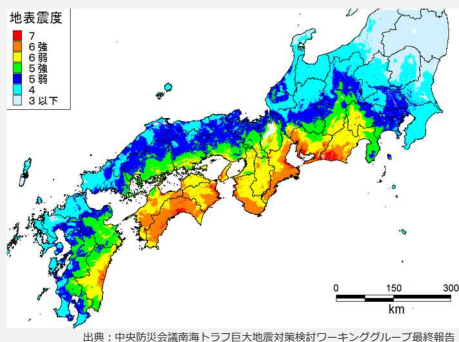 地表震度
7
6強
6弱
5強
5弱
4
3以下
0 150 300
km
出典：中央防災会議南海トラフ巨大地震対策検討ワーキンググループ最終報告